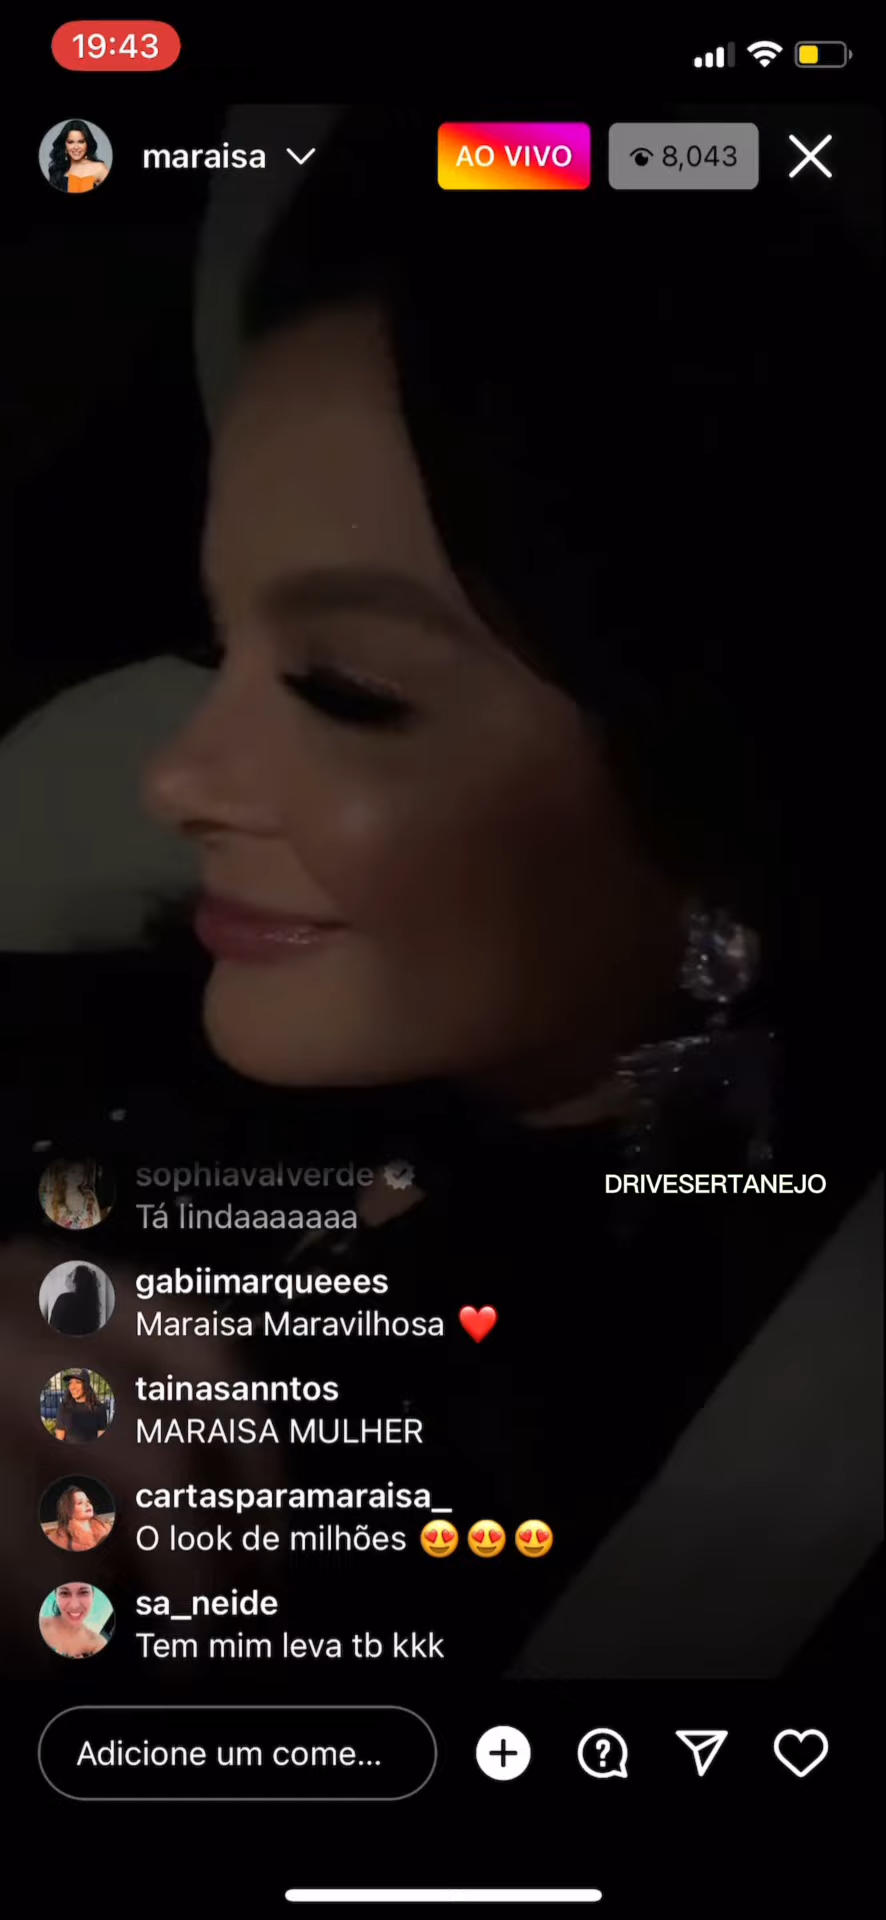 19:43
maraisa
AO VIVO
8,043
sophiavalverde
Tá lindaaaaaaa
DRIVESERTANEJO
gabiimarqueees
Maraisa Maravilhosa ❤️
tainasanntos
MARAISA MULHER
cartasparamaraisa_
O look de milhões 😍😍😍
sa_neide
Tem mim leva tb kkk
Adicione um come...